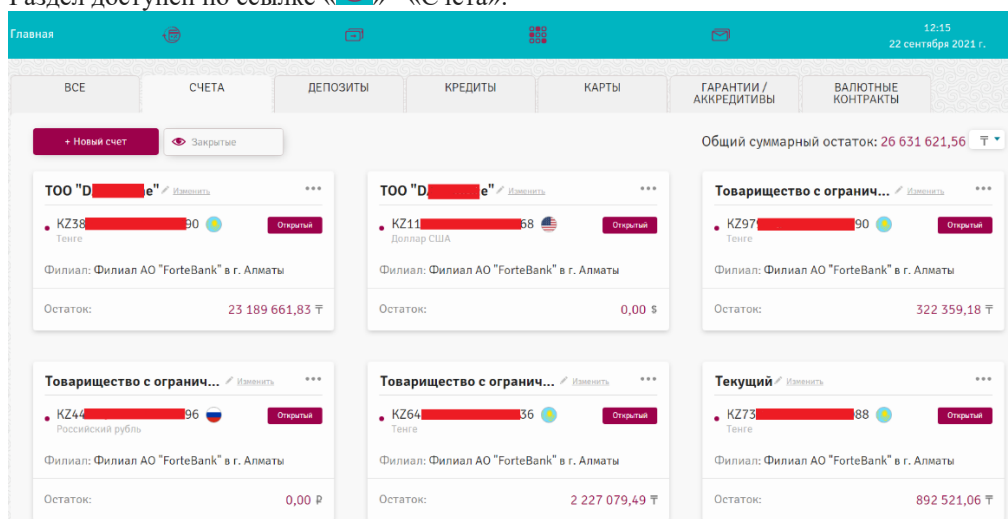 Раздел доступен по ссылке « » - «Счета»:
Главная
12:15
22 сентября 2021 г.
ВСЕ
СЧЕТА
ДЕПОЗИТЫ
КРЕДИТЫ
КАРТЫ
ГАРАНТИИ /
АККРЕДИТИВЫ
ВАЛЮТНЫЕ
КОНТРАКТЫ
+ Новый счет
Закрытые
Общий суммарный остаток: 26 631 621,56 ₸
ТОО "D e" Изменить
KZ38 90 Открытый
Тенге
Филиал: Филиал АО "ForteBank" в г. Алматы
Остаток: 23 189 661,83 ₸
ТОО "D e" Изменить
KZ11 68 Открытый
Доллар США
Филиал: Филиал АО "ForteBank" в г. Алматы
Остаток: 0,00 $
Товарищество с огранич... Изменить
KZ97 90 Открытый
Тенге
Филиал: Филиал АО "ForteBank" в г. Алматы
Остаток: 322 359,18 ₸
Товарищество с огранич... Изменить
KZ44 96 Открытый
Российский рубль
Филиал: Филиал АО "ForteBank" в г. Алматы
Остаток: 0,00 ₽
Товарищество с огранич... Изменить
KZ64 36 Открытый
Тенге
Филиал: Филиал АО "ForteBank" в г. Алматы
Остаток: 2 227 079,49 ₸
Текущий Изменить
KZ73 88 Открытый
Тенге
Филиал: Филиал АО "ForteBank" в г. Алматы
Остаток: 892 521,06 ₸